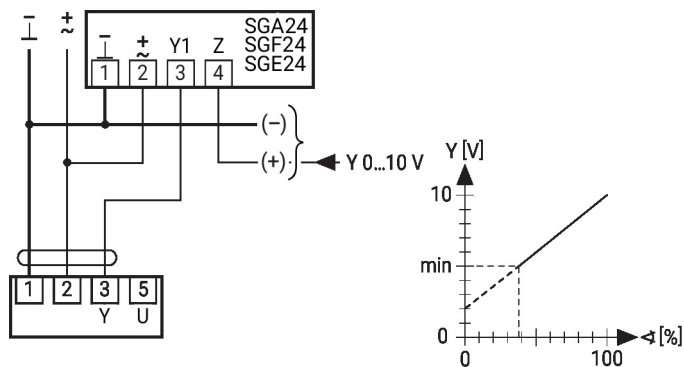 ⊥ +
~
SGA24
SGF24
SGE24
⊥ + ~ Y1 Z
1 2 3 4
(–)
(+) Y 0...10 V
Y [V]
10
min
0
0 100
∢ [%]
1 2 3 5
Y U